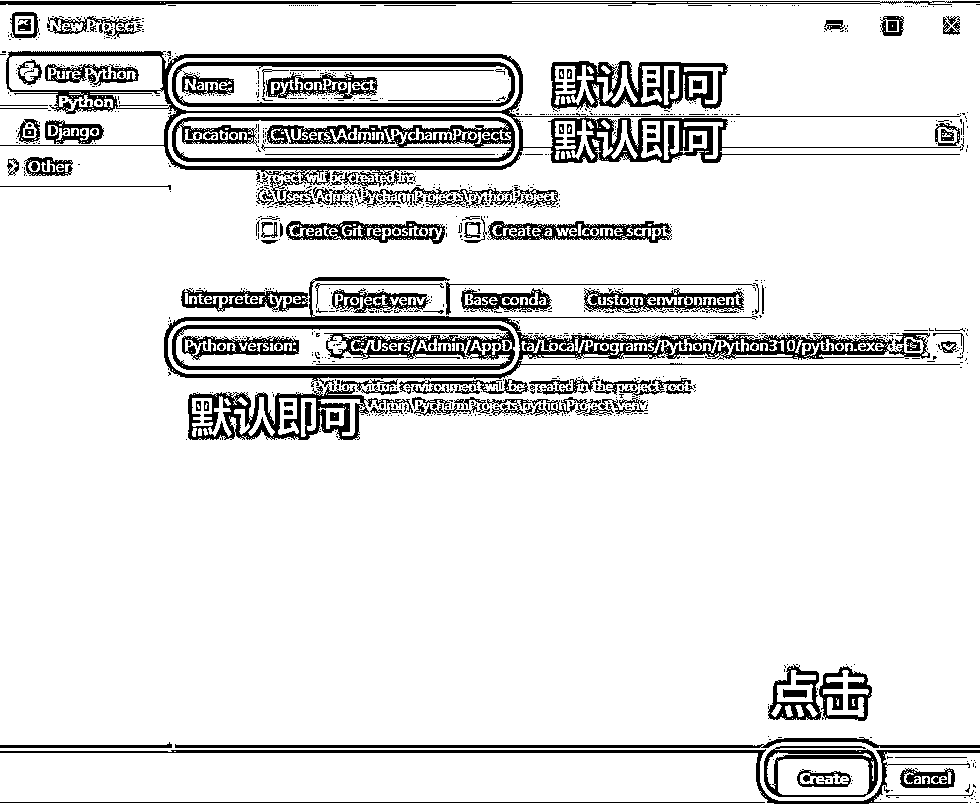 New Project
Pure Python
Python
Django
Other
Name: pythonProject 默认即可
Location: C:\Users\Admin\PycharmProjects 默认即可
Project will be created in:
C:\Users\Admin\PycharmProjects\pythonProject
Create Git repository Create a welcome script
Interpreter type: Project venv Base conda Custom environment
Python version: C:/Users/Admin/AppData/Local/Programs/Python/Python310/python.exe
Python virtual environment will be created in the project root:
\Admin\PycharmProjects\pythonProject\.venv
默认即可
点击
Create Cancel